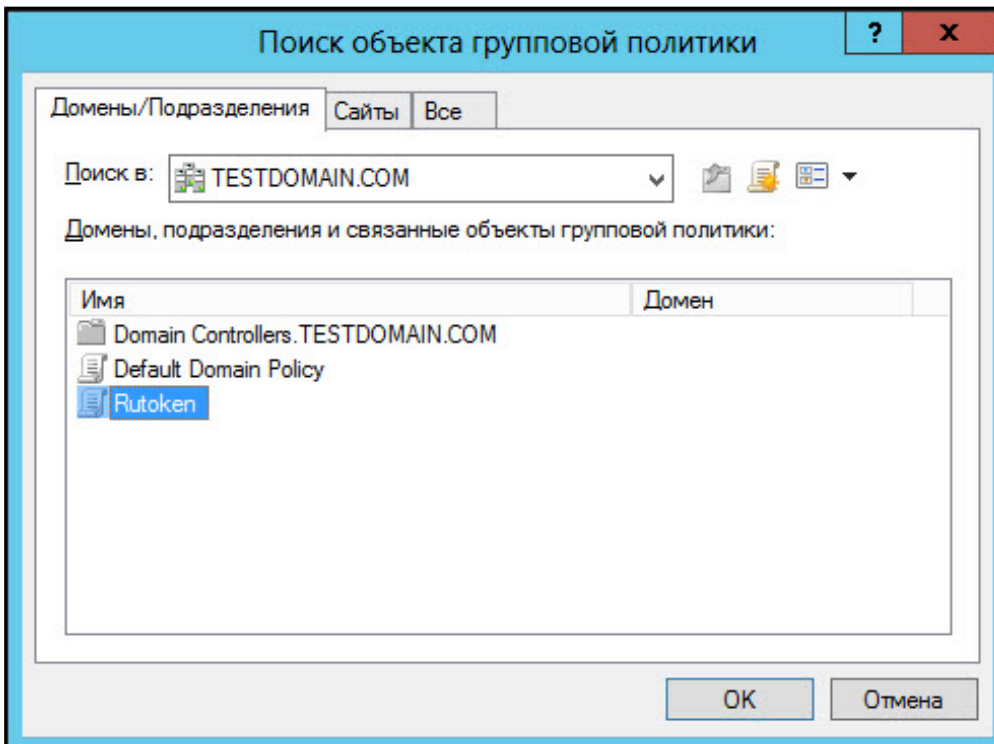 Поиск объекта групповой политики
? x
Домены/Подразделения Сайты Все
Поиск в: TESTDOMAIN.COM
Домены, подразделения и связанные объекты групповой политики:
Имя Домен
Domain Controllers.TESTDOMAIN.COM
Default Domain Policy
Rutoken
OK Отмена